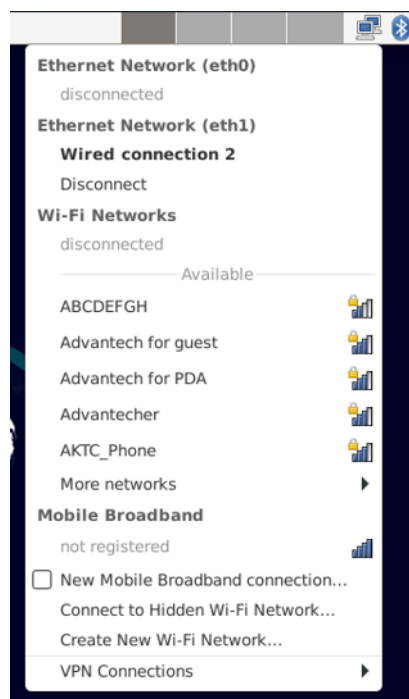 Ethernet Network (eth0)
disconnected
Ethernet Network (eth1)
Wired connection 2
Disconnect
Wi-Fi Networks
disconnected
Available
ABCDEFGH
Advantech for guest
Advantech for PDA
Advantecher
AKTC_Phone
More networks
Mobile Broadband
not registered
New Mobile Broadband connection...
Connect to Hidden Wi-Fi Network...
Create New Wi-Fi Network...
VPN Connections